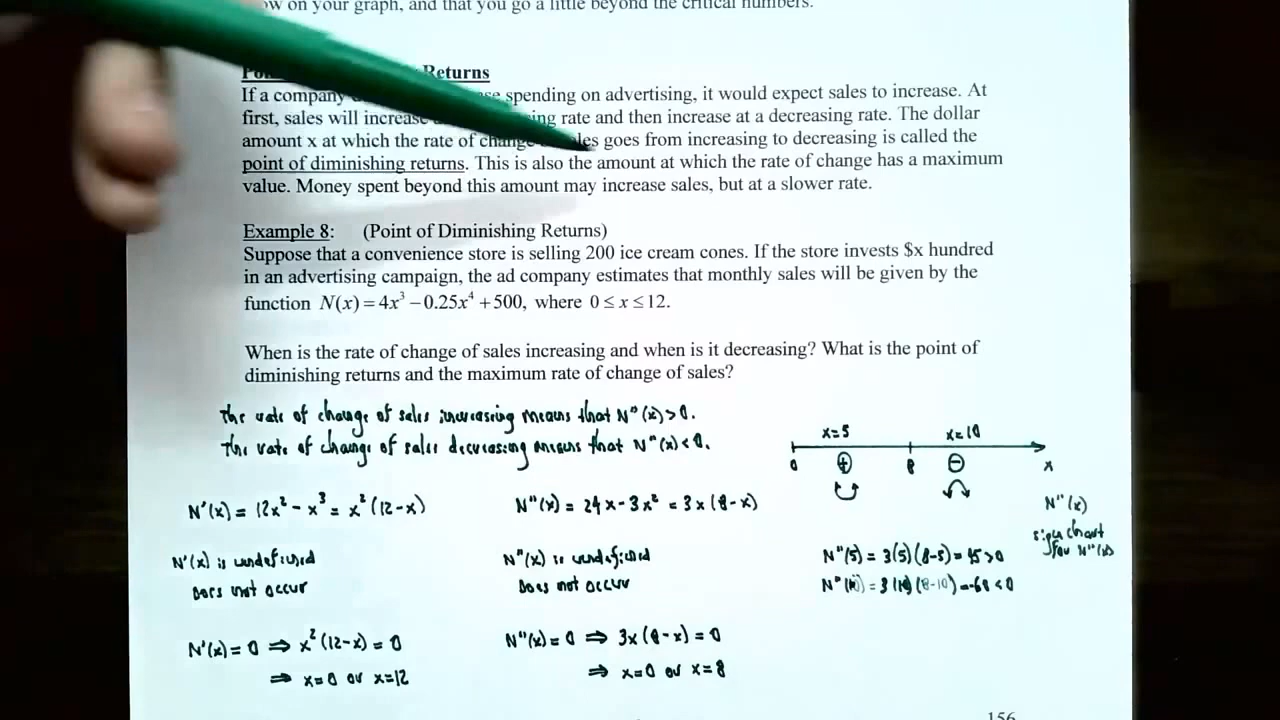 ow on your graph, and that you go a little beyond the critical numbers.
Returns
If a company spending on advertising, it would expect sales to increase. At
first, sales will increase rate and then increase at a decreasing rate. The dollar
amount x at which the rate of change goes from increasing to decreasing is called the
point of diminishing returns. This is also the amount at which the rate of change has a maximum
value. Money spent beyond this amount may increase sales, but at a slower rate.
Example 8: (Point of Diminishing Returns)
Suppose that a convenience store is selling 200 ice cream cones. If the store invests $x hundred
in an advertising campaign, the ad company estimates that monthly sales will be given by the
function N(x) = 4x³ − 0.25x⁴ + 500, where 0 ≤ x ≤ 12.
When is the rate of change of sales increasing and when is it decreasing? What is the point of
diminishing returns and the maximum rate of change of sales?
The rate of change of sales increasing means that N"(x) > 0.
The rate of change of sales decreasing means that N"(x) < 0.
x=5 x=10
0 + 8 − x
N'(x) = 12x² − x³ = x²(12−x)
N"(x) = 24x − 3x² = 3x(8−x)
N"(x)
sign chart
for N"(x)
N'(x) is undefined
Does not occur
N"(x) is undefined
Does not occur
N"(5) = 3(5)(8−5) = 45 > 0
N"(10) = 3(10)(8−10) = −60 < 0
N'(x) = 0 ⇒ x²(12−x) = 0
⇒ x=0 or x=12
N"(x) = 0 ⇒ 3x(8−x) = 0
⇒ x=0 or x=8
156